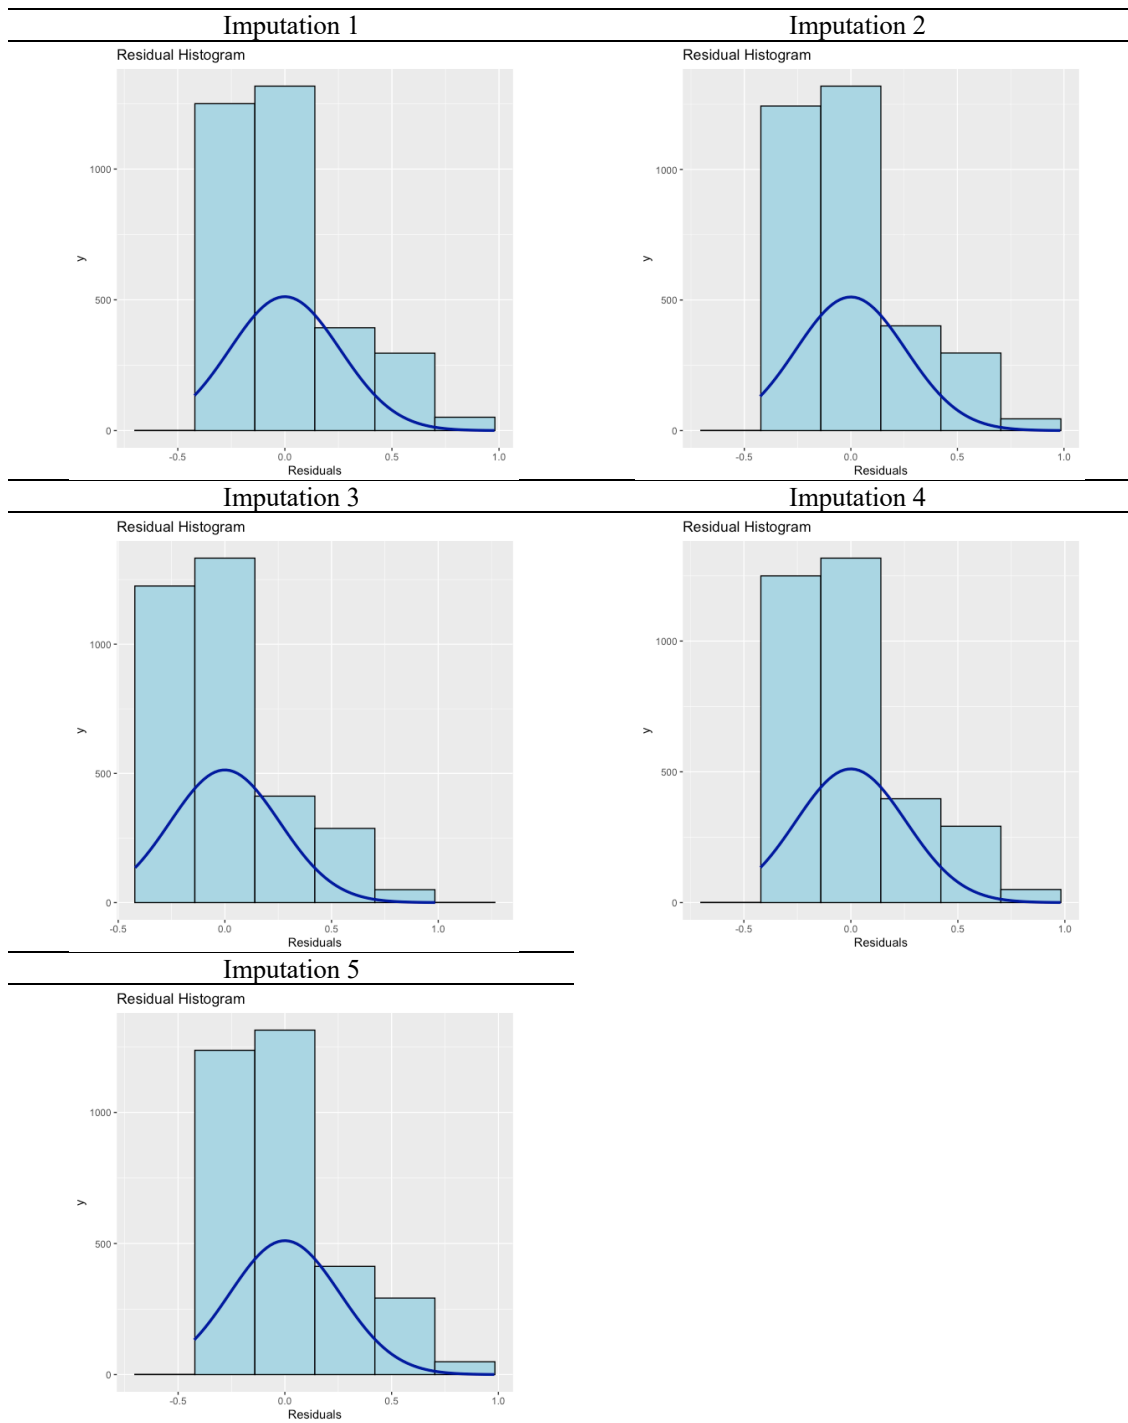 Imputation 1
Imputation 2
Residual Histogram
1000
500
0
y
-0.5 0.0 0.5 1.0
Residuals
Residual Histogram
1000
500
0
y
-0.5 0.0 0.5 1.0
Residuals
Imputation 3
Imputation 4
Residual Histogram
1000
500
0
y
-0.5 0.0 0.5 1.0
Residuals
Residual Histogram
1000
500
0
y
-0.5 0.0 0.5 1.0
Residuals
Imputation 5
Residual Histogram
1000
500
0
y
-0.5 0.0 0.5 1.0
Residuals